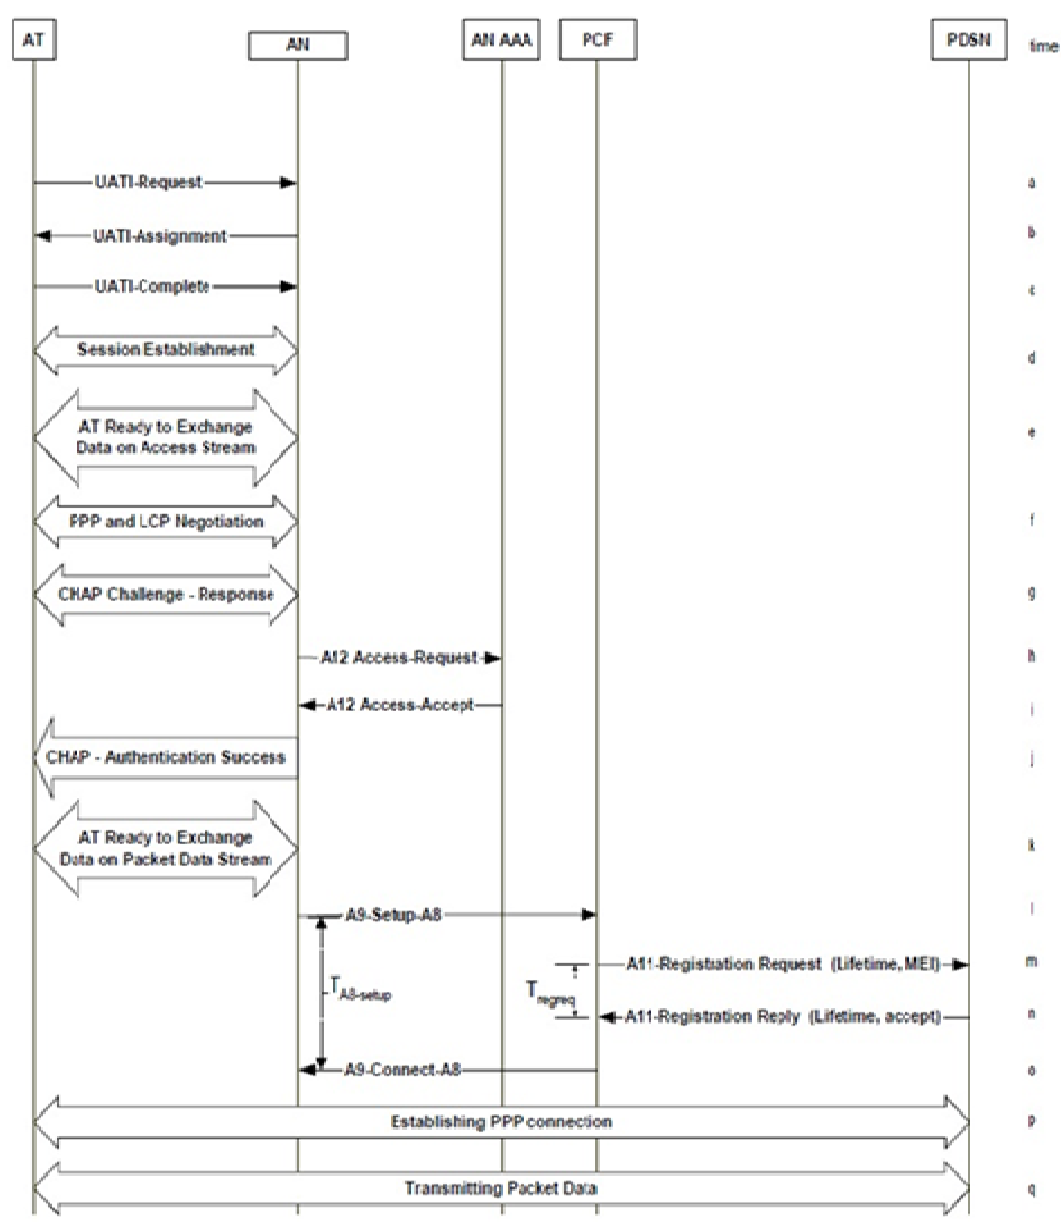 AT
AN
AN AAA
PCF
PDSN
time
UATI-Request
a
UATI-Assignment
b
UATI-Complete
c
Session Establishment
d
AT Ready to Exchange
Data on Access Stream
e
PPP and LCP Negotiation
f
CHAP Challenge - Response
g
A12 Access-Request
h
A12 Access-Accept
i
CHAP - Authentication Success
j
AT Ready to Exchange
Data on Packet Data Stream
k
A9-Setup-A8
l
A11-Registration Request (Lifetime, MEI)
m
T A8-setup
T regreq
A11-Registration Reply (Lifetime, accept)
n
A9-Connect-A8
o
Establishing PPP connection
p
Transmitting Packet Data
q